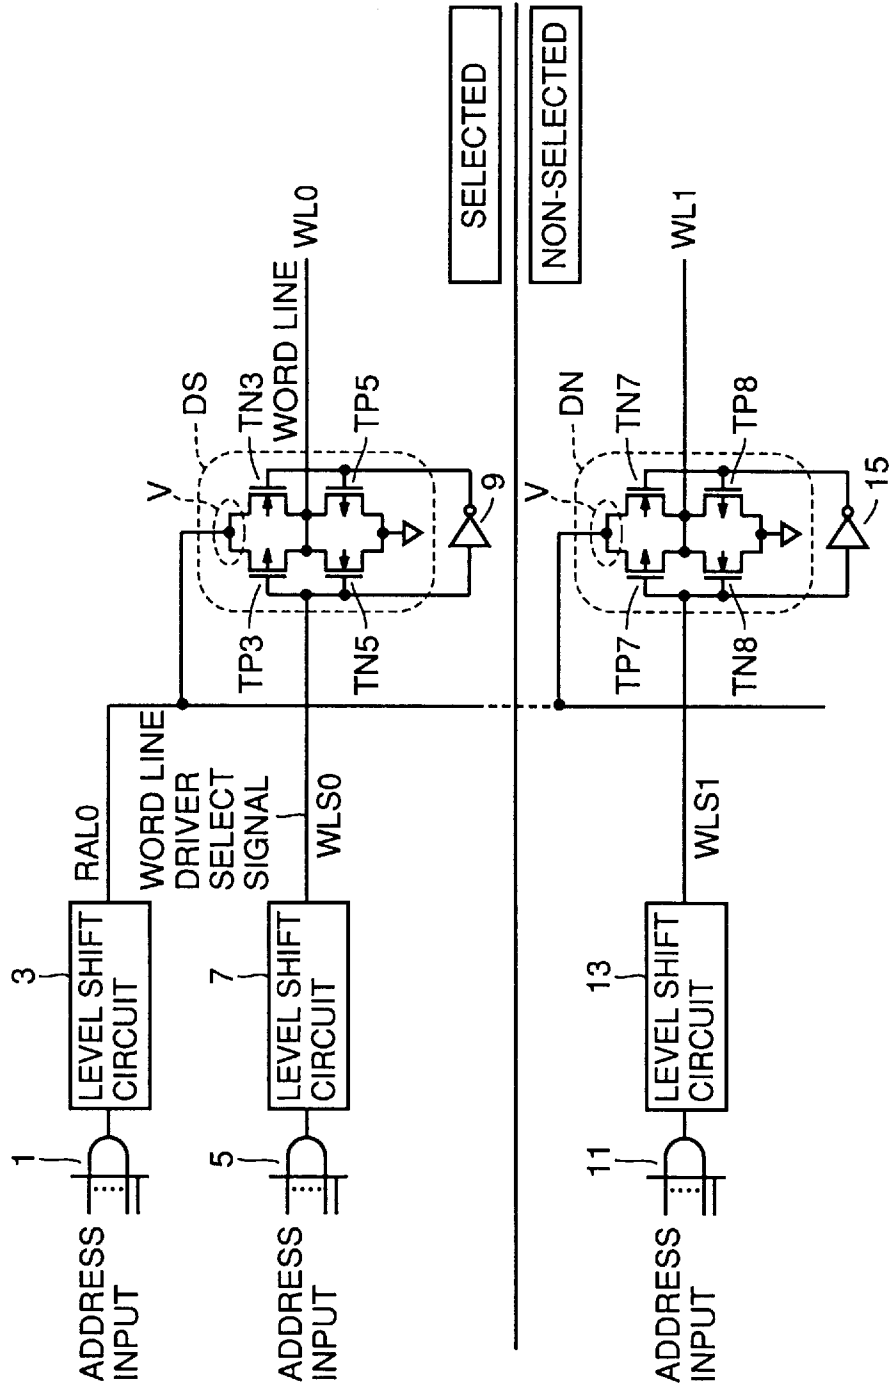 ADDRESS
INPUT
1
LEVEL SHIFT
CIRCUIT
3
RAL0
ADDRESS
INPUT
5
LEVEL SHIFT
CIRCUIT
7
WORD LINE
DRIVER
SELECT
SIGNAL
WLS0
V
DS
TP3
TN3
TN5
TP5
9
WORD LINE
WL0
SELECTED
NON-SELECTED
ADDRESS
INPUT
11
LEVEL SHIFT
CIRCUIT
13
WLS1
V
DN
TP7
TN7
TN8
TP8
15
WL1